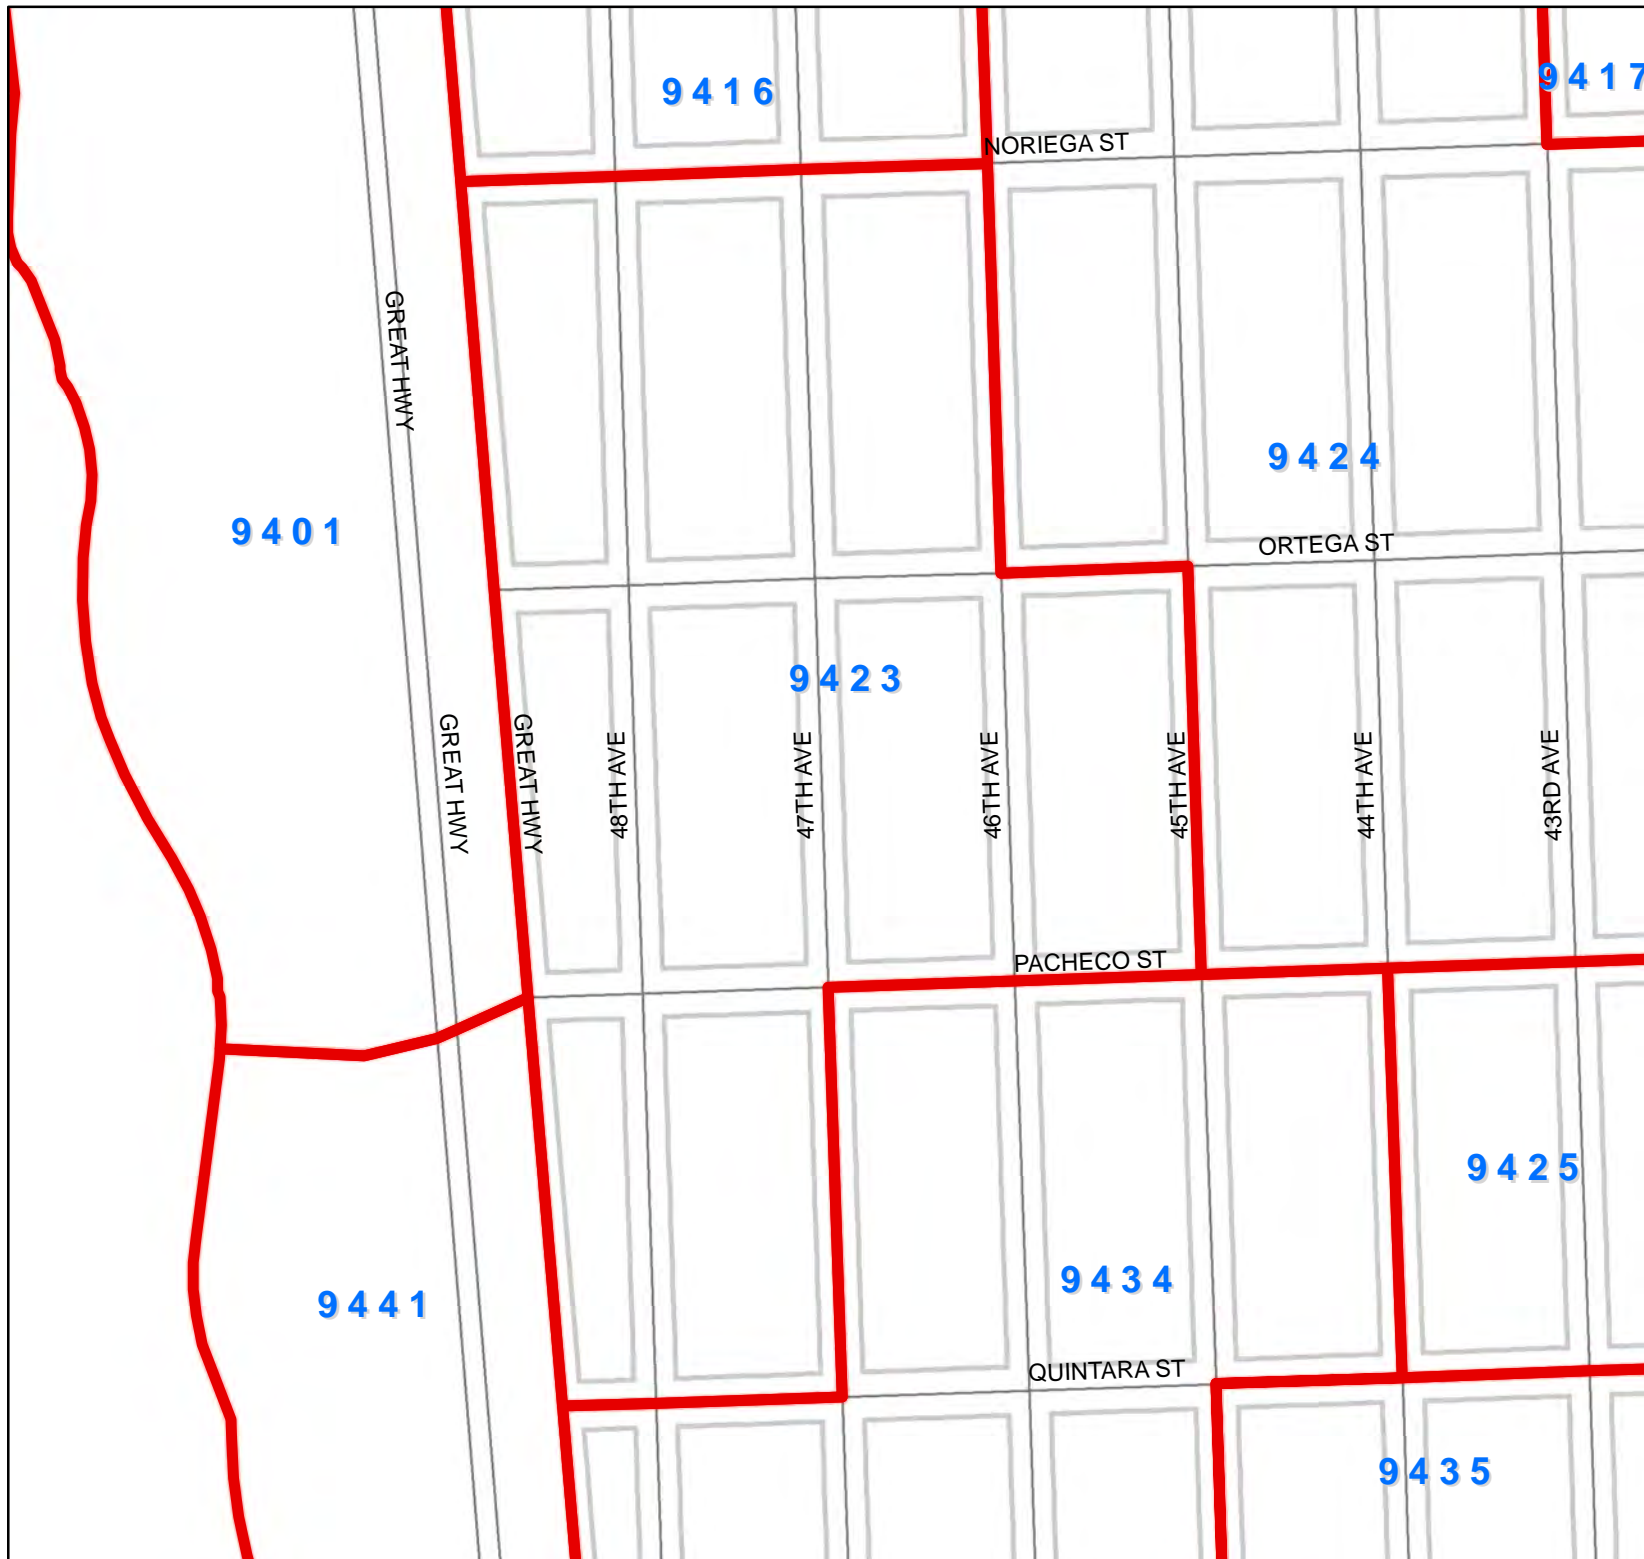 9417
9416
NORIEGA ST
GREAT HWY
9424
9401
ORTEGA ST
9423
GREAT HWY
GREAT HWY
48TH AVE
47TH AVE
46TH AVE
45TH AVE
44TH AVE
43RD AVE
PACHECO ST
9425
9434
9441
QUINTARA ST
9435